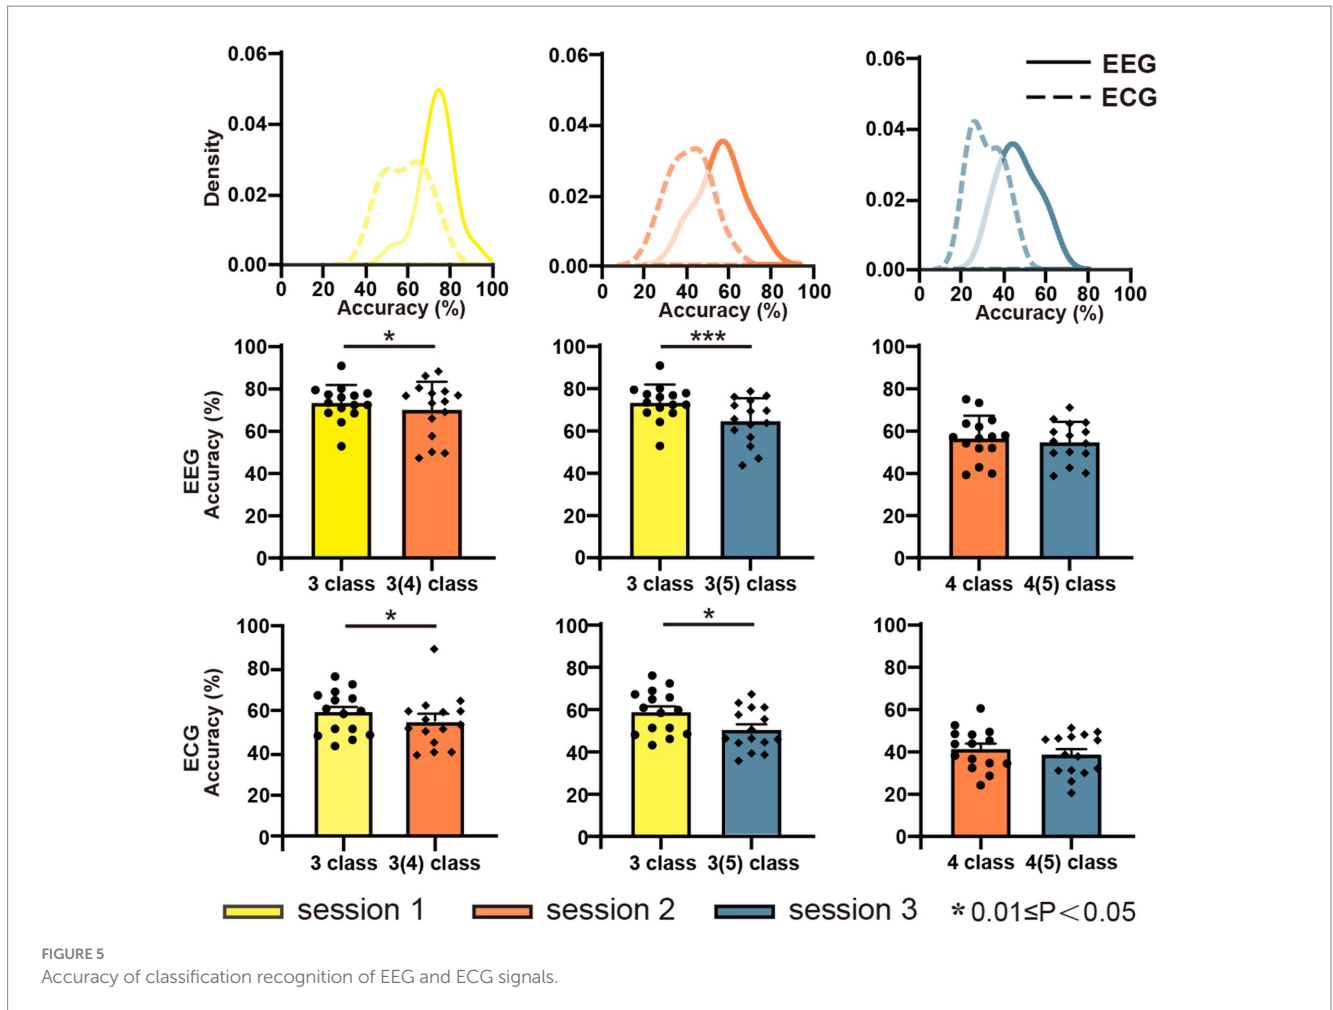 0.06
0.04
0.02
0.00
Density
0 20 40 60 80 100
Accuracy (%)
0.06
0.04
0.02
0.00
0 20 40 60 80 100
Accuracy (%)
0.06
0.04
0.02
0.00
0 20 40 60 80 100
Accuracy (%)
EEG
ECG
EEG
Accuracy (%)
100
80
60
40
20
0
*
3 class 3(4) class
100
80
60
40
20
0
***
3 class 3(5) class
100
80
60
40
20
0
4 class 4(5) class
ECG
Accuracy (%)
100
80
60
40
20
0
*
3 class 3(4) class
100
80
60
40
20
0
*
3 class 3(5) class
100
80
60
40
20
0
4 class 4(5) class
session 1 session 2 session 3 * 0.01≤P<0.05
FIGURE 5
Accuracy of classification recognition of EEG and ECG signals.